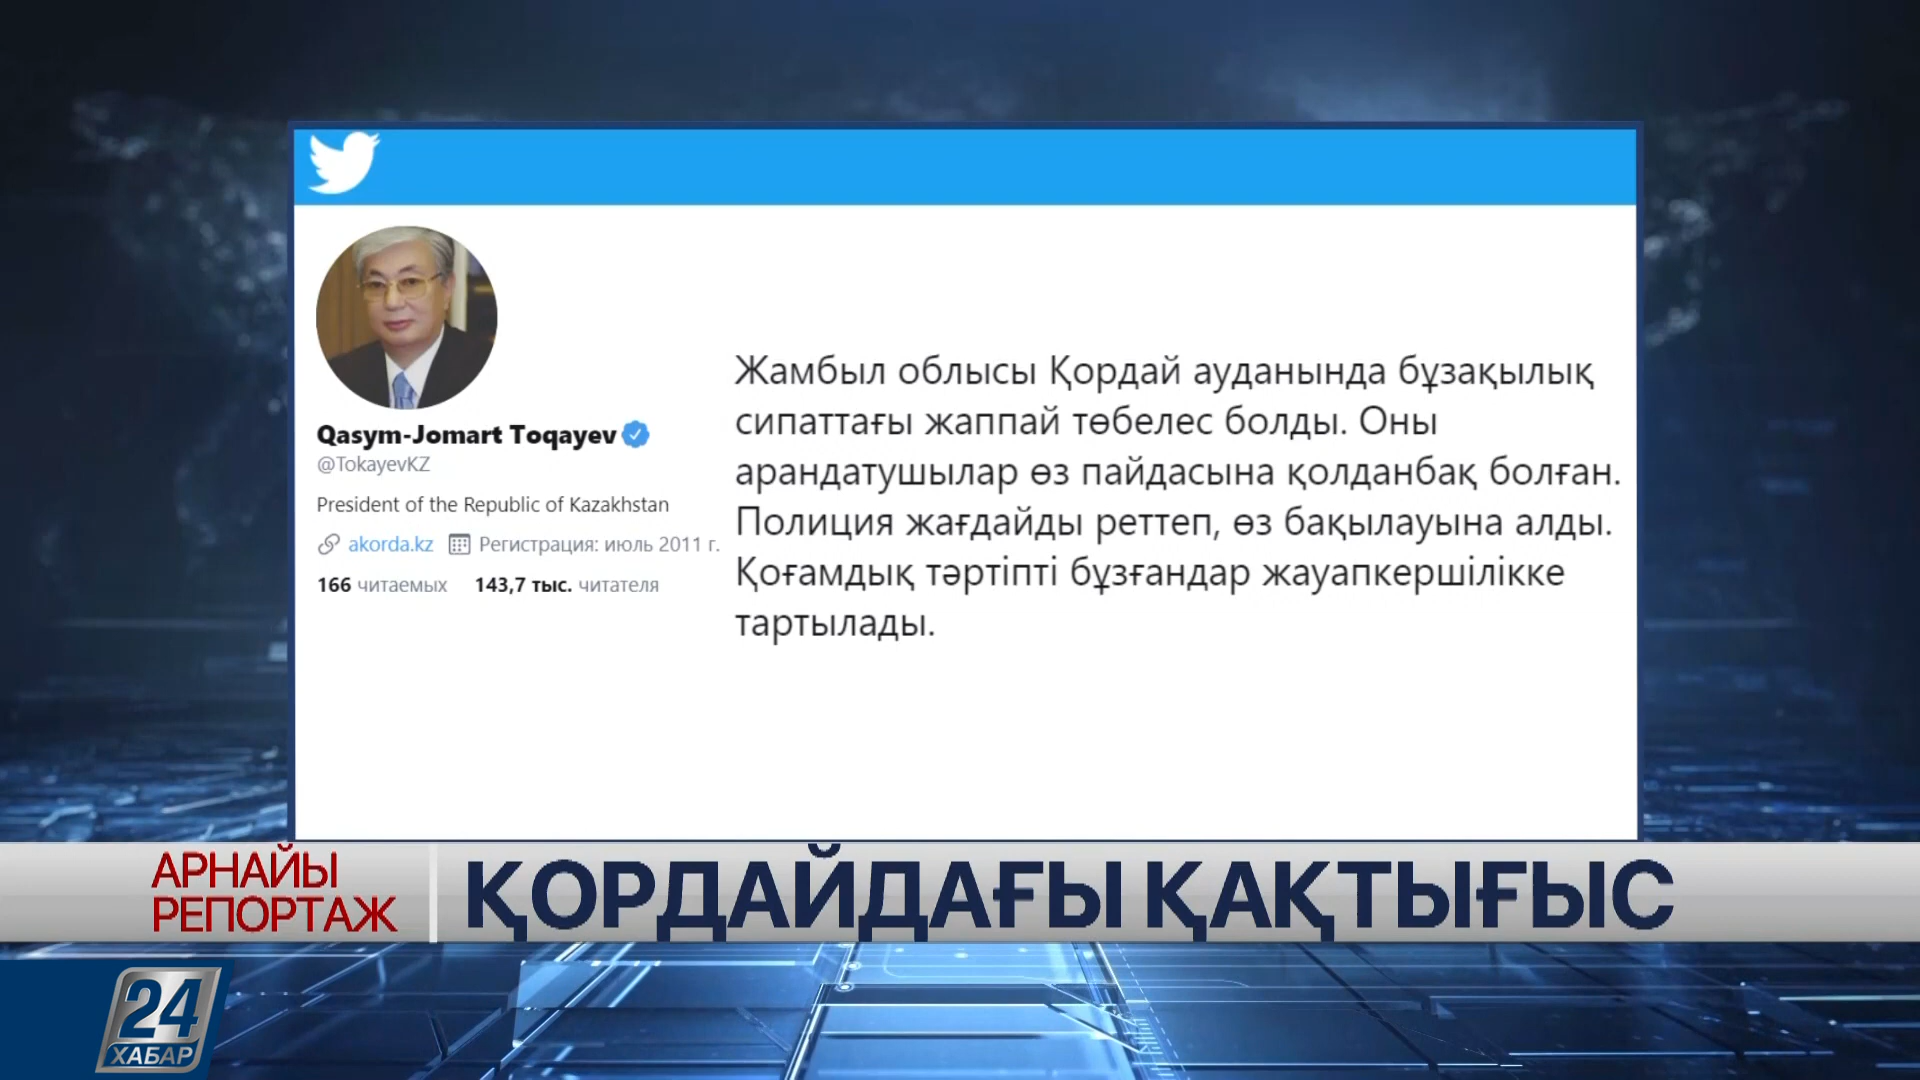 Qasym-Jomart Toqayev
@TokayevKZ
President of the Republic of Kazakhstan
akorda.kz Регистрация: июль 2011 г.
166 читаемых 143,7 тыс. читателя
Жамбыл облысы Қордай ауданында бұзақылық
сипаттағы жаппай төбелес болды. Оны
арандатушылар өз пайдасына қолданбақ болған.
Полиция жағдайды реттеп, өз бақылауына алды.
Қоғамдық тәртіпті бұзғандар жауапкершілікке
тартылады.
АРНАЙЫ
РЕПОРТАЖ
ҚОРДАЙДАҒЫ ҚАҚТЫҒЫС
24
ХАБАР